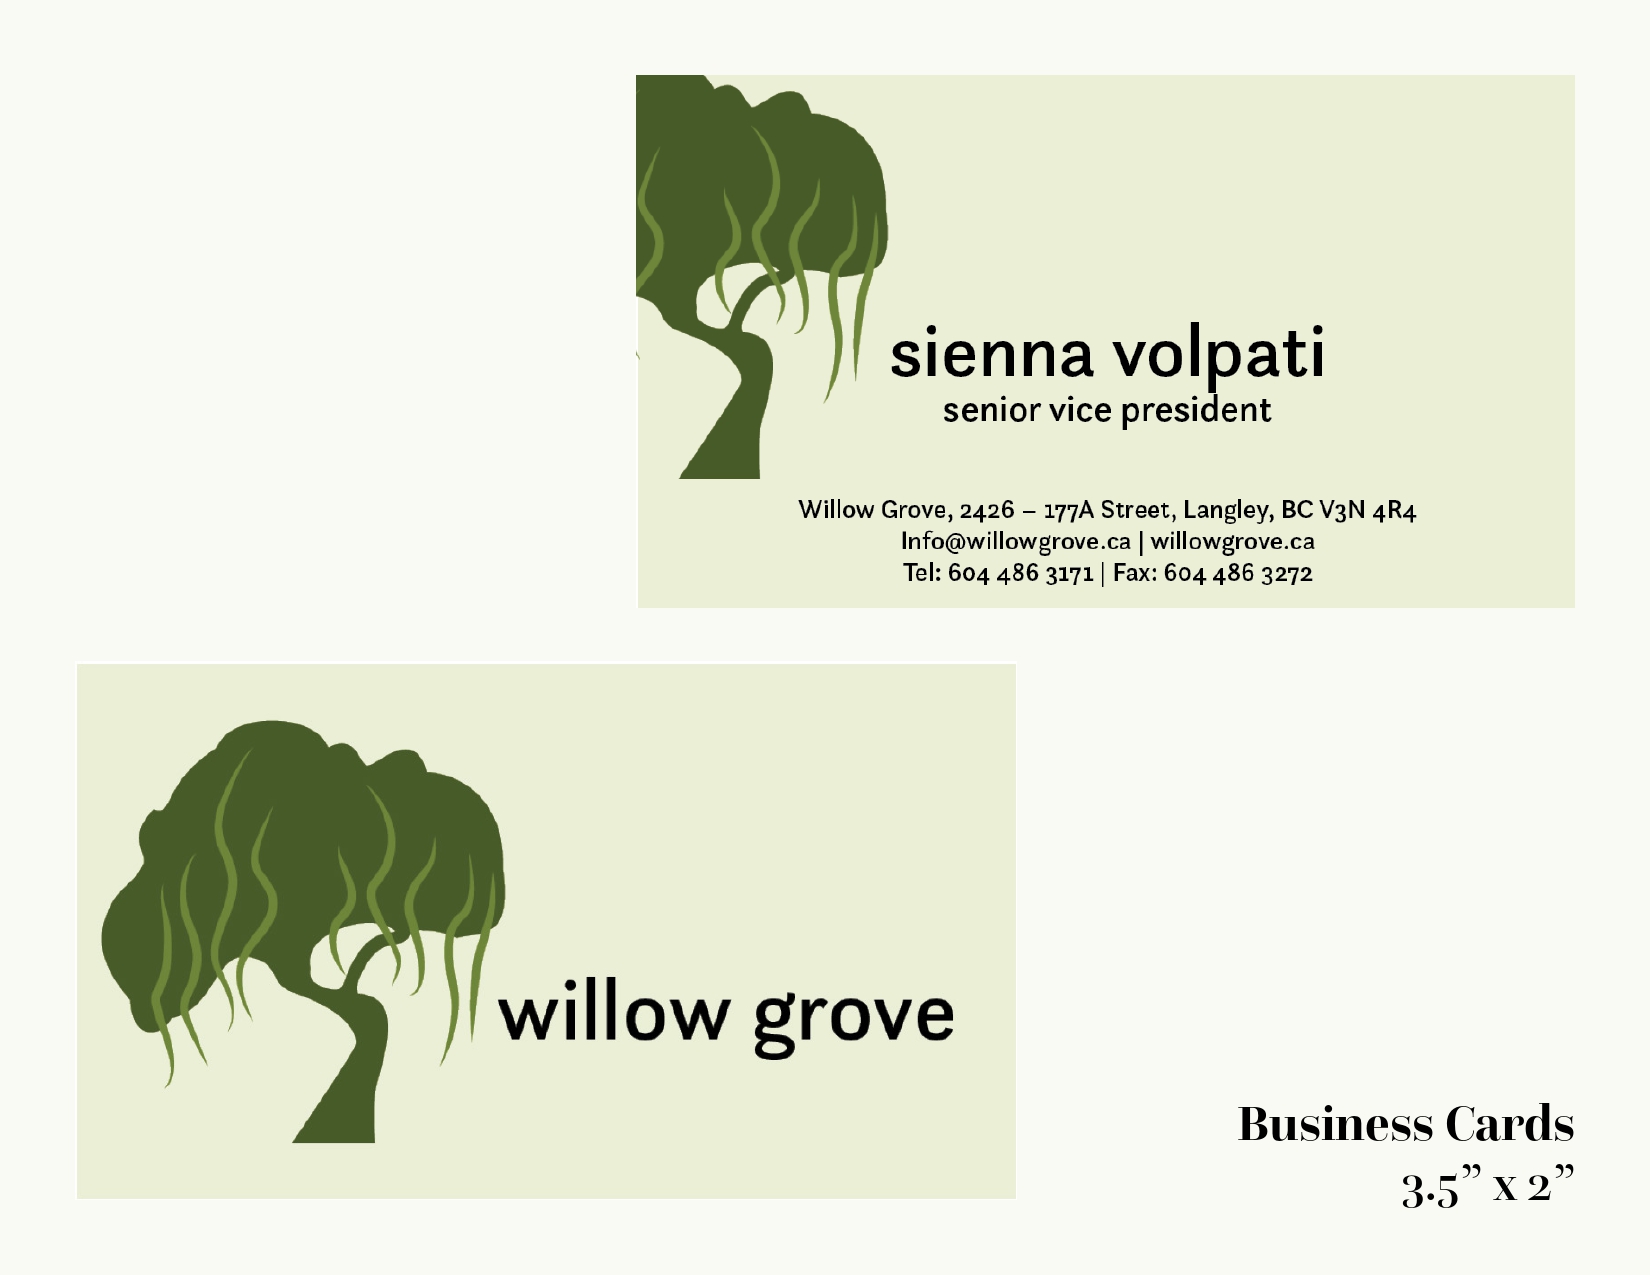 sienna volpati
senior vice president
Willow Grove, 2426 – 177A Street, Langley, BC V3N 4R4
Info@willowgrove.ca | willowgrove.ca
Tel: 604 486 3171 | Fax: 604 486 3272
willow grove
Business Cards
3.5” x 2”